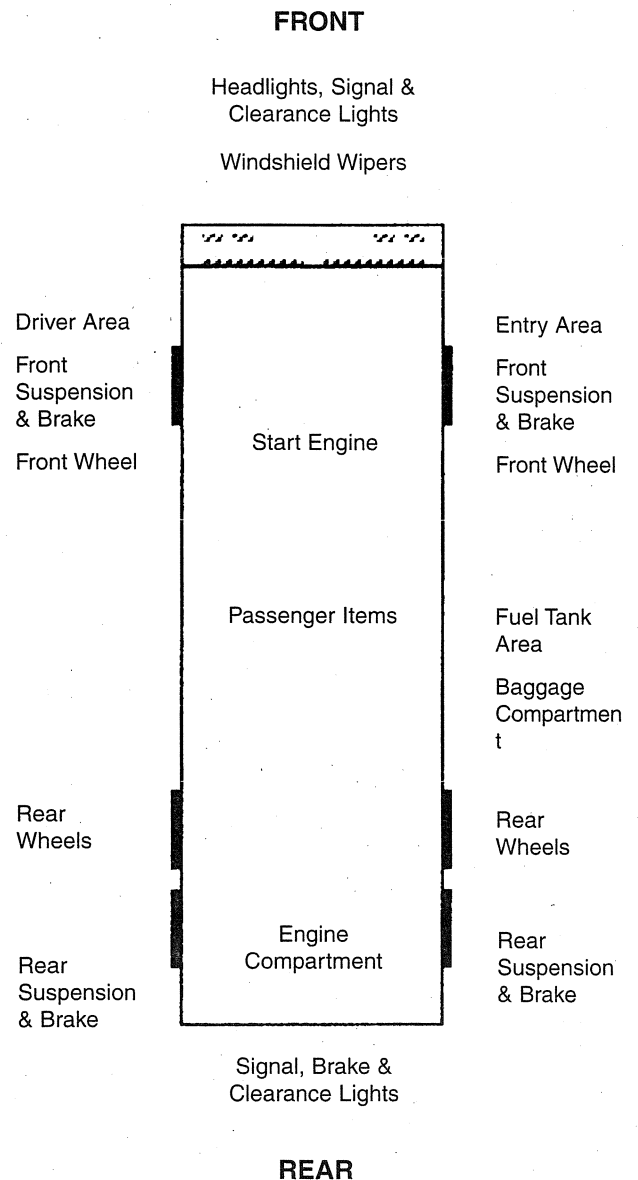 FRONT
Headlights, Signal &
Clearance Lights
Windshield Wipers
Driver Area
Front
Suspension
& Brake
Front Wheel
Entry Area
Front
Suspension
& Brake
Front Wheel
Start Engine
Passenger Items
Fuel Tank
Area
Baggage
Compartmen
t
Rear
Wheels
Rear
Wheels
Engine
Compartment
Rear
Suspension
& Brake
Rear
Suspension
& Brake
Signal, Brake &
Clearance Lights
REAR